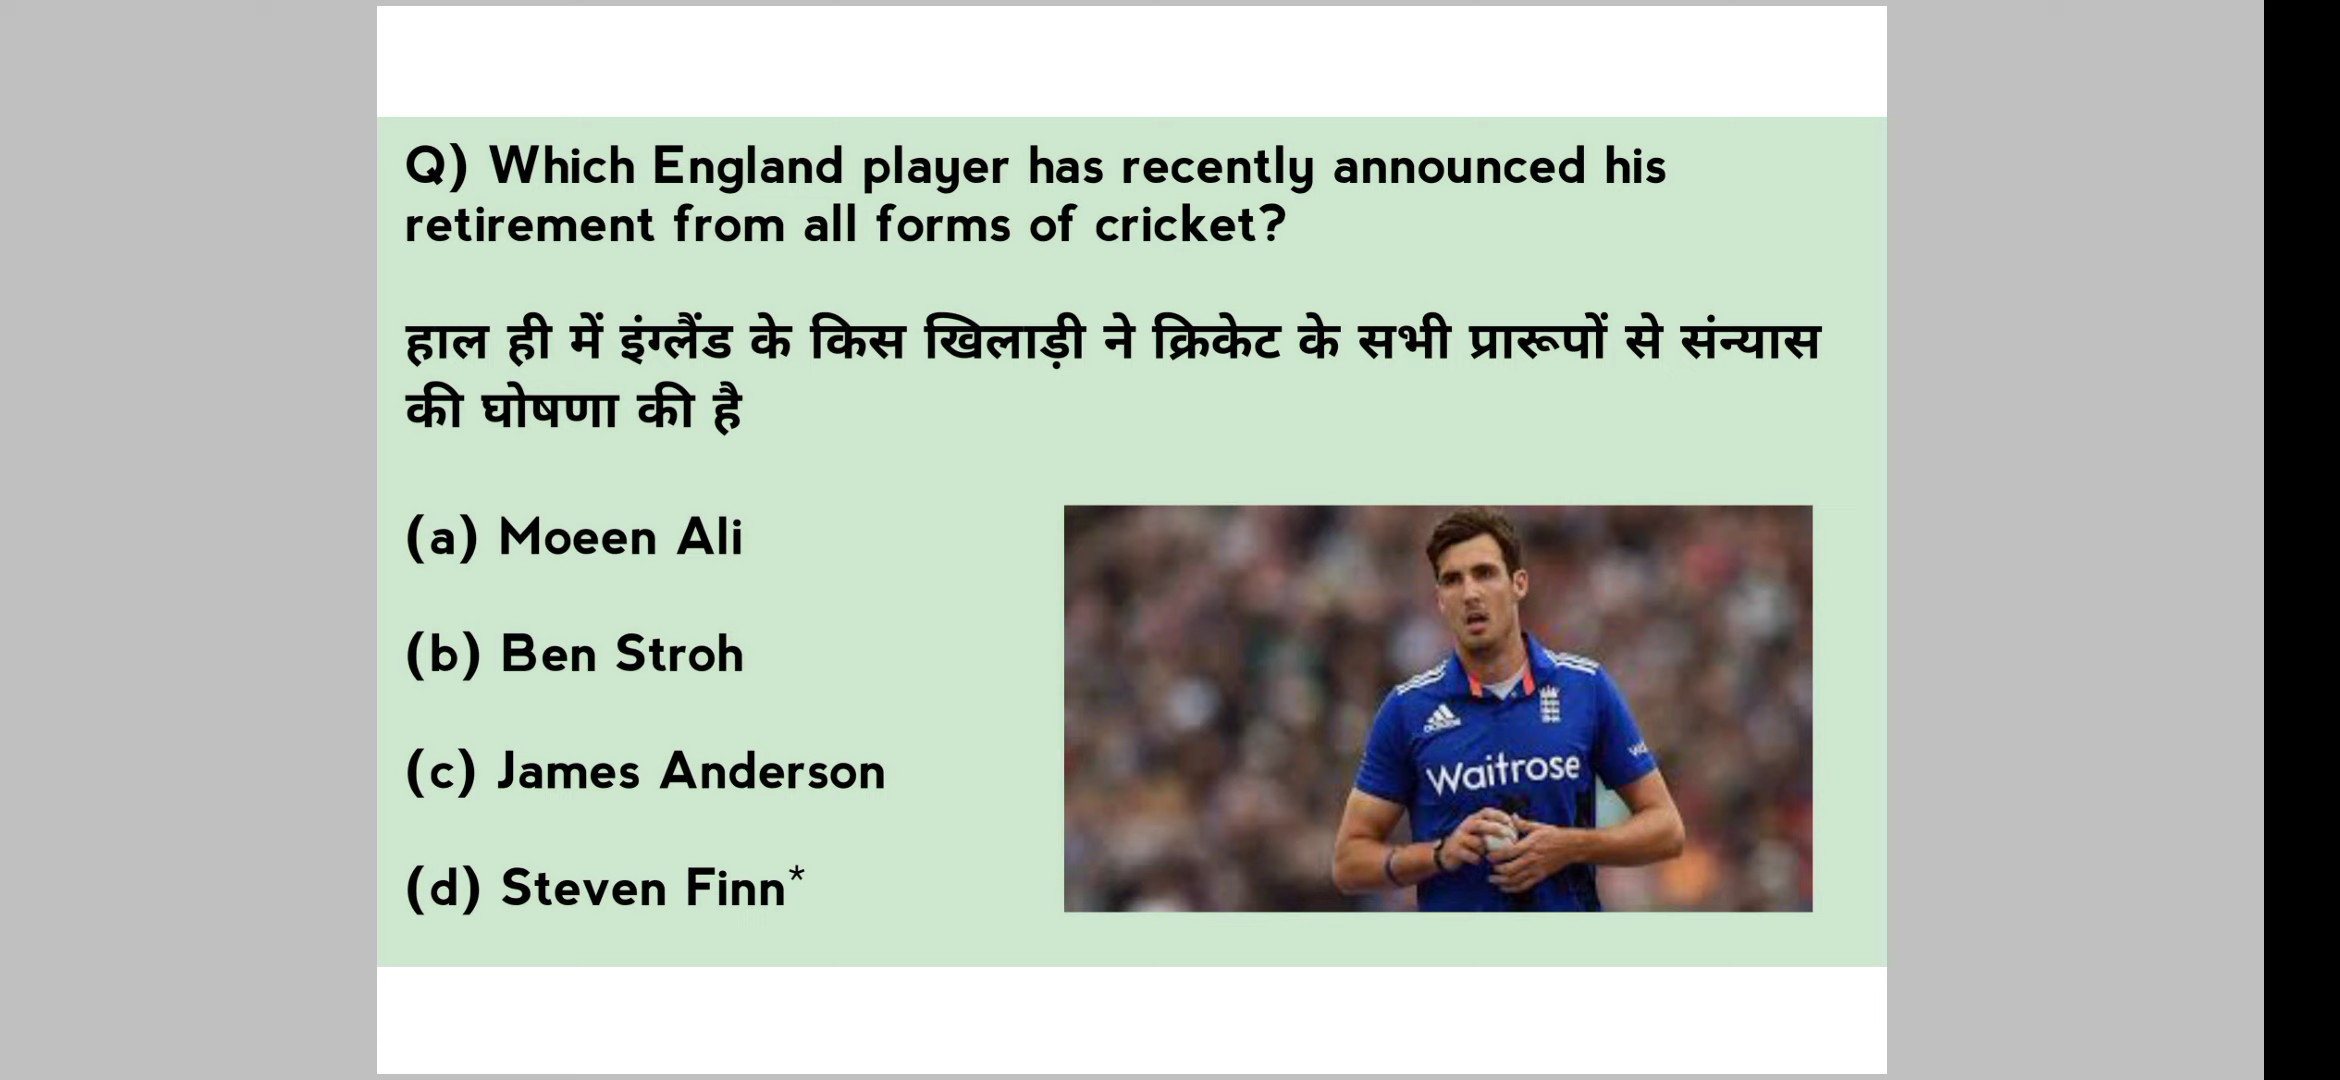 Q) Which England player has recently announced his
retirement from all forms of cricket?
हाल ही में इंग्लैंड के किस खिलाड़ी ने क्रिकेट के सभी प्रारूपों से संन्यास
की घोषणा की है
(a) Moeen Ali
(b) Ben Stroh
(c) James Anderson
(d) Steven Finn*
adidas
Waitrose